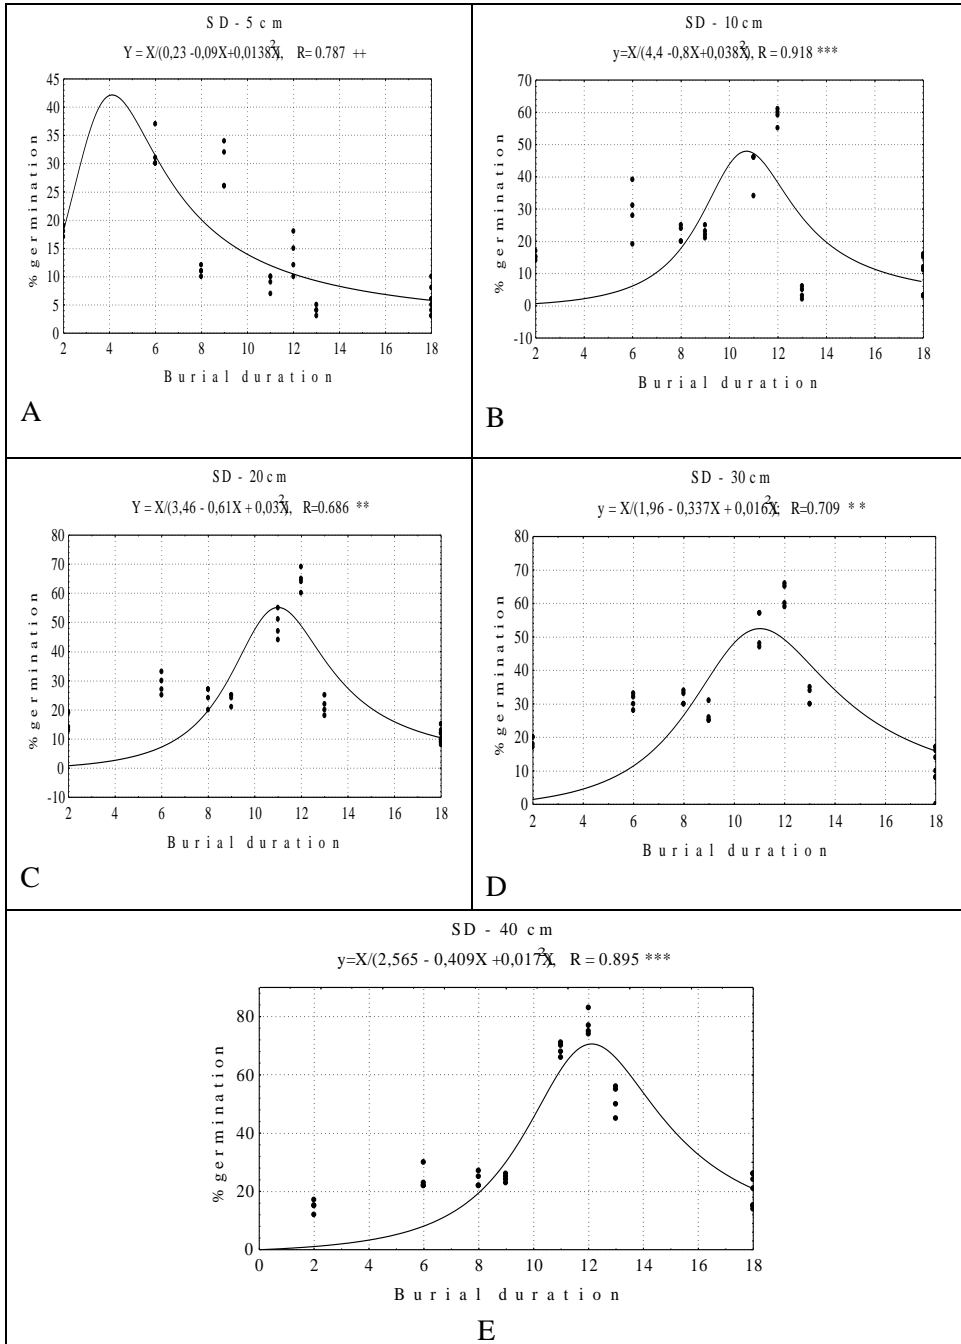 SD - 5 cm
Y = X/(0,23 -0,09X+0,0138X²), R= 0.787 ++
45
40
35
30
25
20
15
10
5
0
% germination
2 4 6 8 10 12 14 16 18
Burial duration
A
SD - 10 cm
y=X/(4,4 -0,8X+0,038X²), R = 0.918 ***
70
60
50
40
30
20
10
0
-10
% germination
2 4 6 8 10 12 14 16 18
Burial duration
B
SD - 20 cm
Y = X/(3,46 - 0,61X + 0,03X²), R=0.686 **
80
70
60
50
40
30
20
10
0
-10
% germination
2 4 6 8 10 12 14 16 18
Burial duration
C
SD - 30 cm
y = X/(1,96 - 0,337X + 0,016X²); R=0.709 * *
80
70
60
50
40
30
20
10
0
% germination
2 4 6 8 10 12 14 16 18
Burial duration
D
SD - 40 cm
y=X/(2,565 - 0,409X +0,017X²), R = 0.895 ***
80
60
40
20
0
% germination
0 2 4 6 8 10 12 14 16 18
Burial duration
E